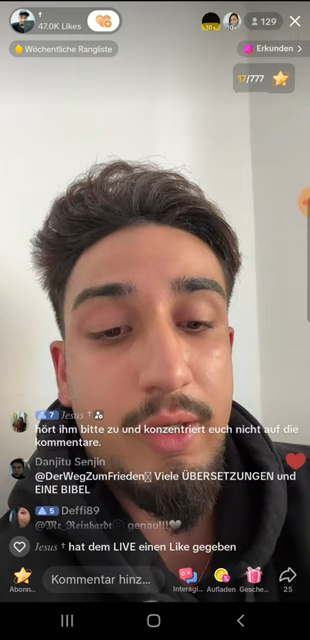 †
47.0K Likes
129
Wöchentliche Rangliste
Erkunden
17/777
7 Jesus †
hört ihm bitte zu und konzentriert euch nicht auf die
kommentare.
Danjitu Senjin
@DerWegZumFrieden Viele ÜBERSETZUNGEN und
EINE BIBEL
5 Deffi89
@Mr.Reinhardt genau!!!🤍
Jesus † hat dem LIVE einen Like gegeben
Abonn...
Kommentar hinz...
Interagi...
Aufladen
Gesche...
25